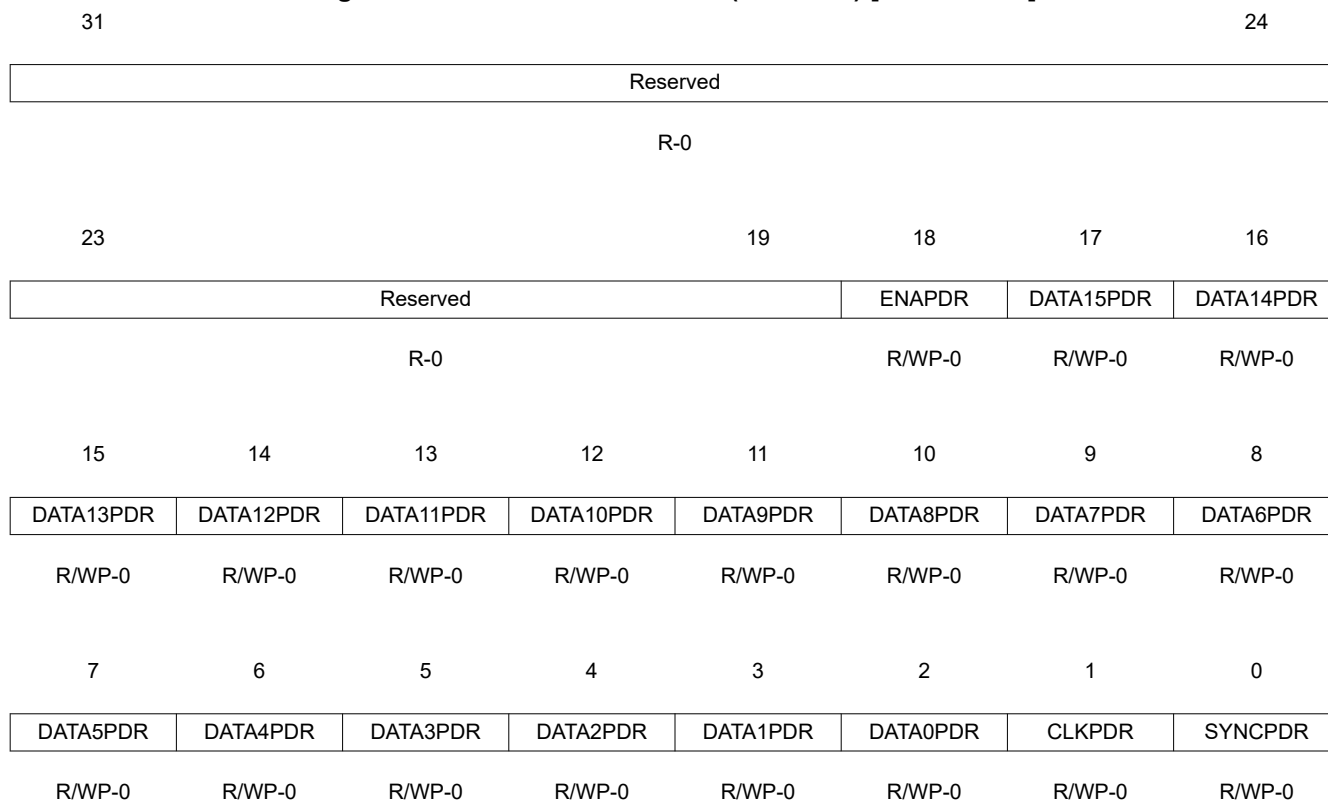 31 24
Reserved
R-0
23 19 18 17 16
Reserved ENAPDR DATA15PDR DATA14PDR
R-0 R/WP-0 R/WP-0 R/WP-0
15 14 13 12 11 10 9 8
DATA13PDR DATA12PDR DATA11PDR DATA10PDR DATA9PDR DATA8PDR DATA7PDR DATA6PDR
R/WP-0 R/WP-0 R/WP-0 R/WP-0 R/WP-0 R/WP-0 R/WP-0 R/WP-0
7 6 5 4 3 2 1 0
DATA5PDR DATA4PDR DATA3PDR DATA2PDR DATA1PDR DATA0PDR CLKPDR SYNCPDR
R/WP-0 R/WP-0 R/WP-0 R/WP-0 R/WP-0 R/WP-0 R/WP-0 R/WP-0